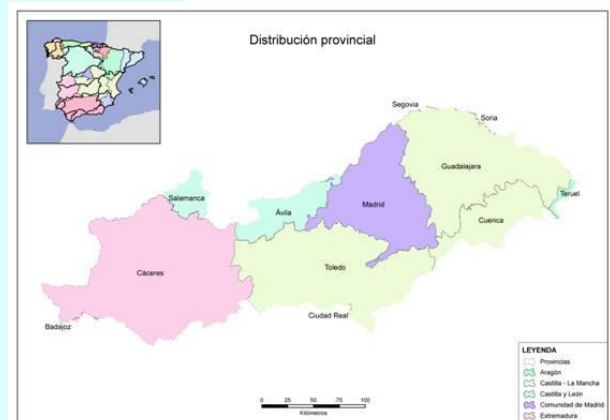 Distribución provincial
Segovia
Soria
Guadalajara
Salamanca
Teruel
Ávila
Madrid
Cuenca
Cáceres
Toledo
Ciudad Real
Badajoz
LEYENDA
Provincias
Aragón
Castilla - La Mancha
Castilla y León
Comunidad de Madrid
Extremadura
0 25 50 75 100
Kilómetros